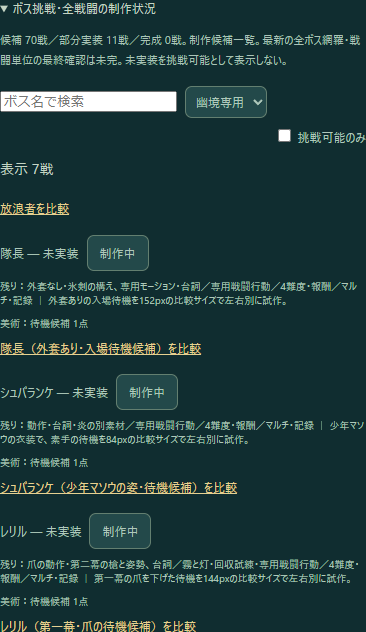 ▼ ボス挑戦・全戦闘の制作状況
候補 70戦／部分実装 11戦／完成 0戦。制作候補一覧。最新の全ボス網羅・戦
闘単位の最終確認は未完。未実装を挑戦可能として表示しない。
ボス名で検索
幽境専用
挑戦可能のみ
表示 7戦
放浪者を比較
隊長 — 未実装 制作中
残り：外套なし・氷剣の構え、専用モーション・台詞／専用戦闘行動／4難度・報酬／マル
チ・記録 ｜ 外套ありの入場待機を152pxの比較サイズで左右別に試作。
美術：待機候補 1点
隊長（外套あり・入場待機候補）を比較
シュバランケ — 未実装 制作中
残り：動作・台詞・炎の別素材／専用戦闘行動／4難度・報酬／マルチ・記録 ｜ 少年マソ
ウの衣装で、素手の待機を84pxの比較サイズで左右別に試作。
美術：待機候補 1点
シュバランケ（少年マソウの姿・待機候補）を比較
レリル — 未実装 制作中
残り：爪の動作・第二幕の槍と姿勢、台詞／霧と灯・回収試練・専用戦闘行動／4難度・
報酬／マルチ・記録 ｜ 第一幕の爪を下げた待機を144pxの比較サイズで左右別に試作。
美術：待機候補 1点
レリル（第一幕・爪の待機候補）を比較